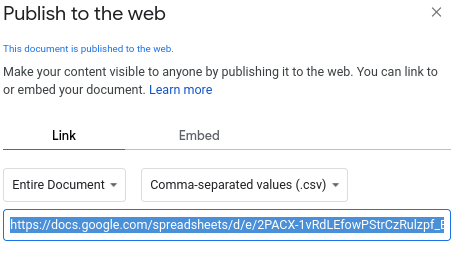 Publish to the web
This document is published to the web.
Make your content visible to anyone by publishing it to the web. You can link to
or embed your document. Learn more
Link Embed
Entire Document Comma-separated values (.csv)
https://docs.google.com/spreadsheets/d/e/2PACX-1vRdLEfowPStrCzRulzpf_E